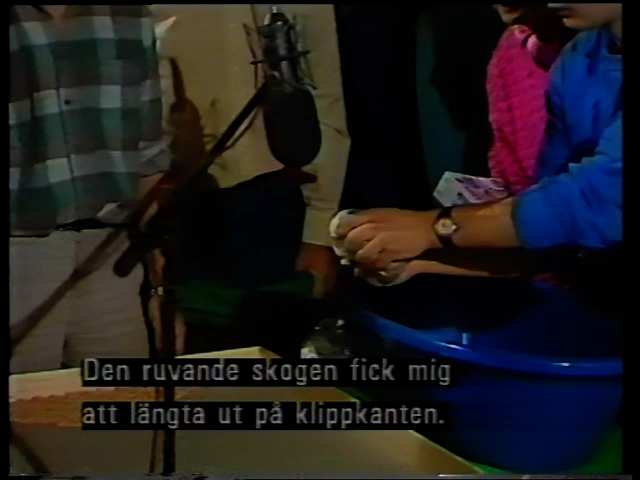 Den ruvande skogen fick mig
att längta ut på klippkanten.